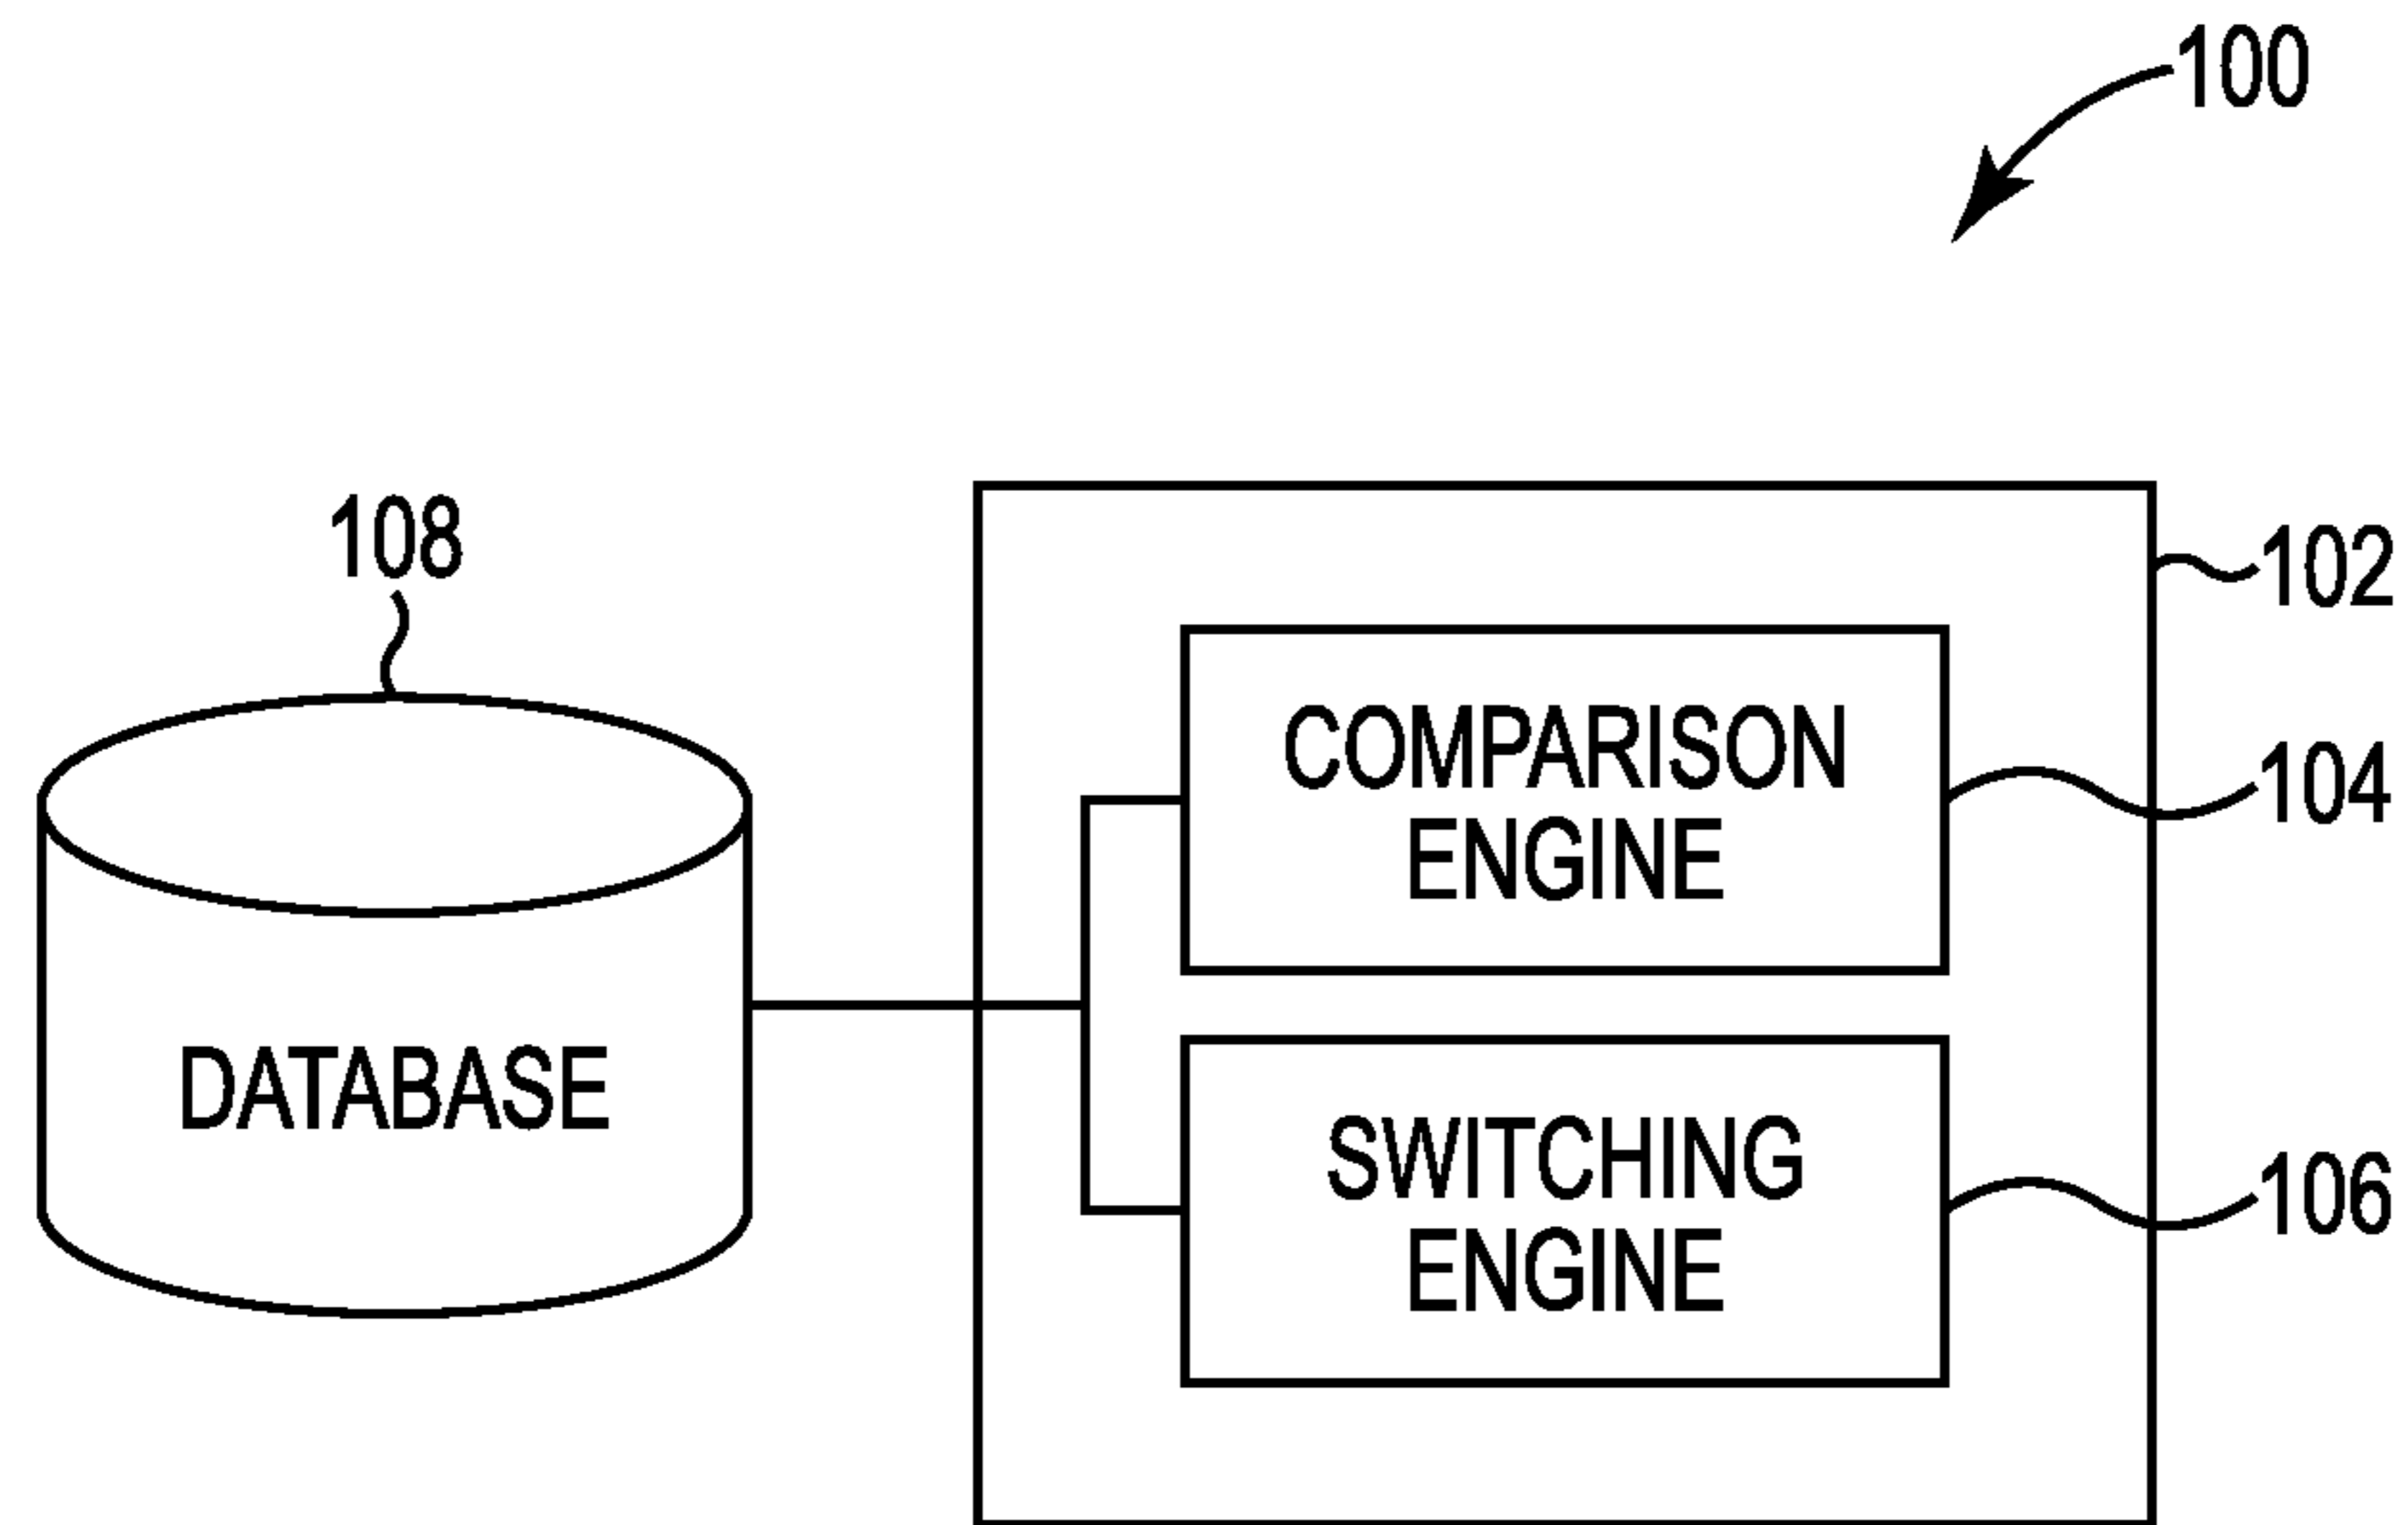 100
108
102
COMPARISON
ENGINE
104
DATABASE
SWITCHING
ENGINE
106